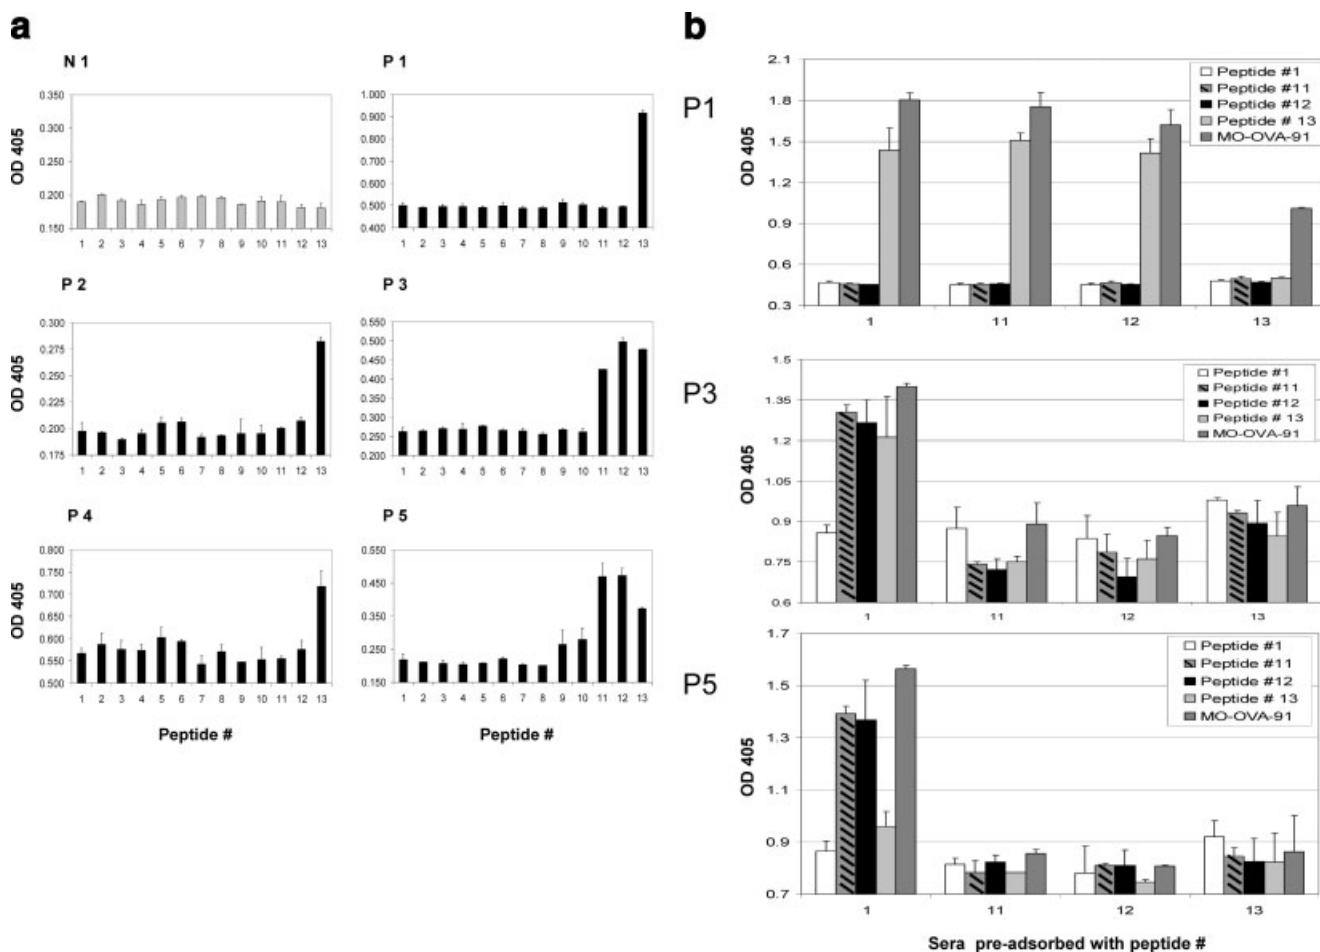 a
N 1
OD 405
0.350
0.300
0.250
0.200
0.150
1 2 3 4 5 6 7 8 9 10 11 12 13
P 1
1.000
0.900
0.800
0.700
0.600
0.500
0.400
1 2 3 4 5 6 7 8 9 10 11 12 13
P 2
OD 405
0.300
0.275
0.250
0.225
0.200
0.175
1 2 3 4 5 6 7 8 9 10 11 12 13
P 3
0.550
0.500
0.450
0.400
0.350
0.300
0.250
0.200
1 2 3 4 5 6 7 8 9 10 11 12 13
P 4
OD 405
0.800
0.750
0.700
0.650
0.600
0.550
0.500
1 2 3 4 5 6 7 8 9 10 11 12 13
Peptide #
P 5
0.550
0.450
0.350
0.250
0.150
1 2 3 4 5 6 7 8 9 10 11 12 13
Peptide #
b
P1
OD 405
2.1
1.8
1.5
1.2
0.9
0.6
0.3
1 11 12 13
Peptide #1
Peptide #11
Peptide #12
Peptide # 13
MO-OVA-91
P3
OD 405
1.5
1.35
1.2
1.05
0.9
0.75
0.6
1 11 12 13
Peptide #1
Peptide #11
Peptide #12
Peptide # 13
MO-OVA-91
P5
OD 405
1.7
1.5
1.3
1.1
0.9
0.7
1 11 12 13
Peptide #1
Peptide #11
Peptide #12
Peptide # 13
MO-OVA-91
Sera pre-adsorbed with peptide #